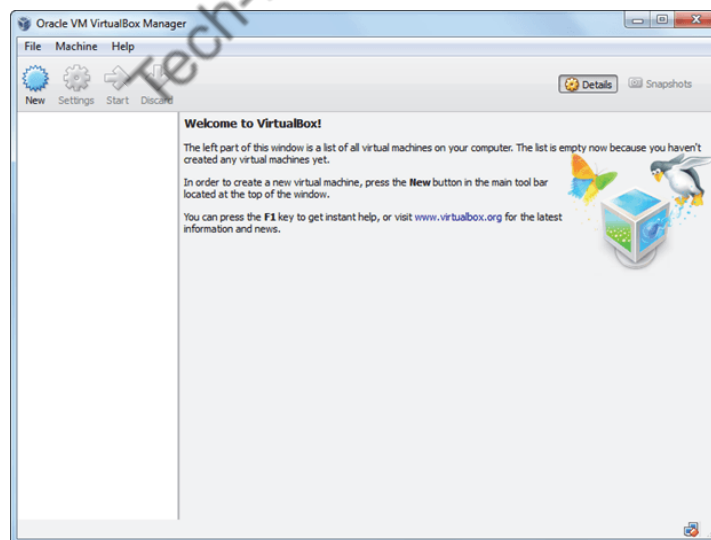 Oracle VM VirtualBox Manager
File Machine Help
New Settings Start Discard
Details Snapshots
Tech-
Welcome to VirtualBox!
The left part of this window is a list of all virtual machines on your computer. The list is empty now because you haven't
created any virtual machines yet.
In order to create a new virtual machine, press the New button in the main tool bar
located at the top of the window.
You can press the F1 key to get instant help, or visit www.virtualbox.org for the latest
information and news.